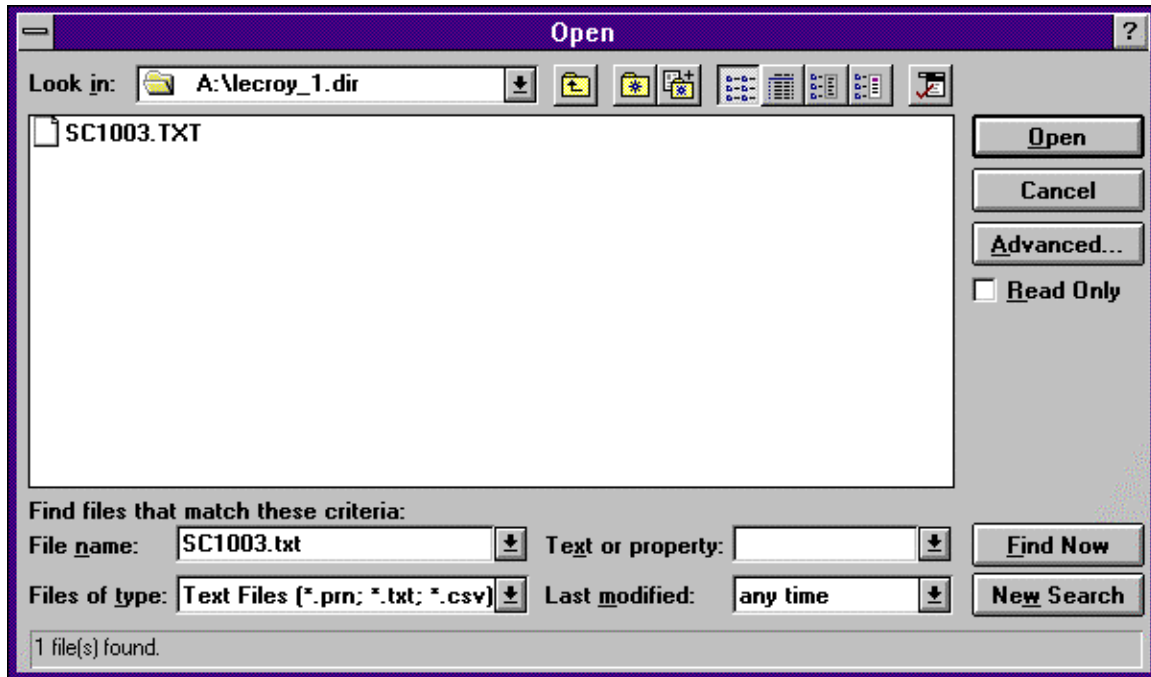 Open
?
Look in: A:\lecroy_1.dir
SC1003.TXT
Open
Cancel
Advanced...
Read Only
Find files that match these criteria:
File name: SC1003.txt Text or property: Find Now
Files of type: Text Files (*.prn; *.txt; *.csv) Last modified: any time New Search
1 file(s) found.